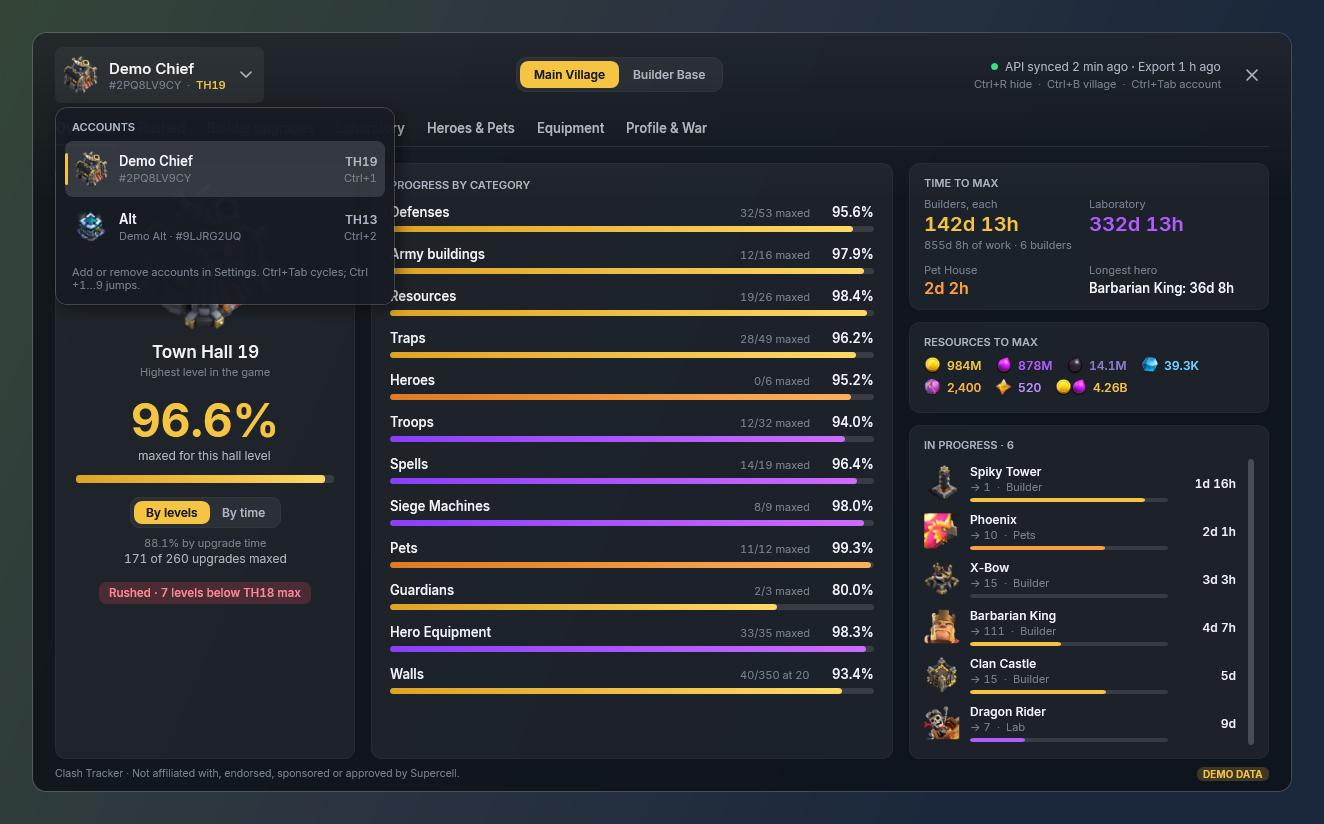 Demo Chief
#2PQ8LV9CY · TH19
Main Village
Builder Base
API synced 2 min ago · Export 1 h ago
Ctrl+R hide · Ctrl+B village · Ctrl+Tab account
ACCOUNTS
Demo Chief
TH19
#2PQ8LV9CY
Ctrl+1
Alt
TH13
Demo Alt · #9LJRG2UQ
Ctrl+2
Add or remove accounts in Settings. Ctrl+Tab cycles; Ctrl
+1...9 jumps.
Rushed
Builder upgrades
Laboratory
Heroes & Pets
Equipment
Profile & War
Town Hall 19
Highest level in the game
96.6%
maxed for this hall level
By levels
By time
88.1% by upgrade time
171 of 260 upgrades maxed
Rushed · 7 levels below TH18 max
PROGRESS BY CATEGORY
Defenses 32/53 maxed 95.6%
Army buildings 12/16 maxed 97.9%
Resources 19/26 maxed 98.4%
Traps 28/49 maxed 96.2%
Heroes 0/6 maxed 95.2%
Troops 12/32 maxed 94.0%
Spells 14/19 maxed 96.4%
Siege Machines 8/9 maxed 98.0%
Pets 11/12 maxed 99.3%
Guardians 2/3 maxed 80.0%
Hero Equipment 33/35 maxed 98.3%
Walls 40/350 at 20 93.4%
TIME TO MAX
Builders, each
142d 13h
855d 8h of work · 6 builders
Laboratory
332d 13h
Pet House
2d 2h
Longest hero
Barbarian King: 36d 8h
RESOURCES TO MAX
984M 878M 14.1M 39.3K
2,400 520 4.26B
IN PROGRESS · 6
Spiky Tower
→ 1 · Builder
1d 16h
Phoenix
→ 10 · Pets
2d 1h
X-Bow
→ 15 · Builder
3d 3h
Barbarian King
→ 111 · Builder
4d 7h
Clan Castle
→ 15 · Builder
5d
Dragon Rider
→ 7 · Lab
9d
Clash Tracker · Not affiliated with, endorsed, sponsored or approved by Supercell.
DEMO DATA